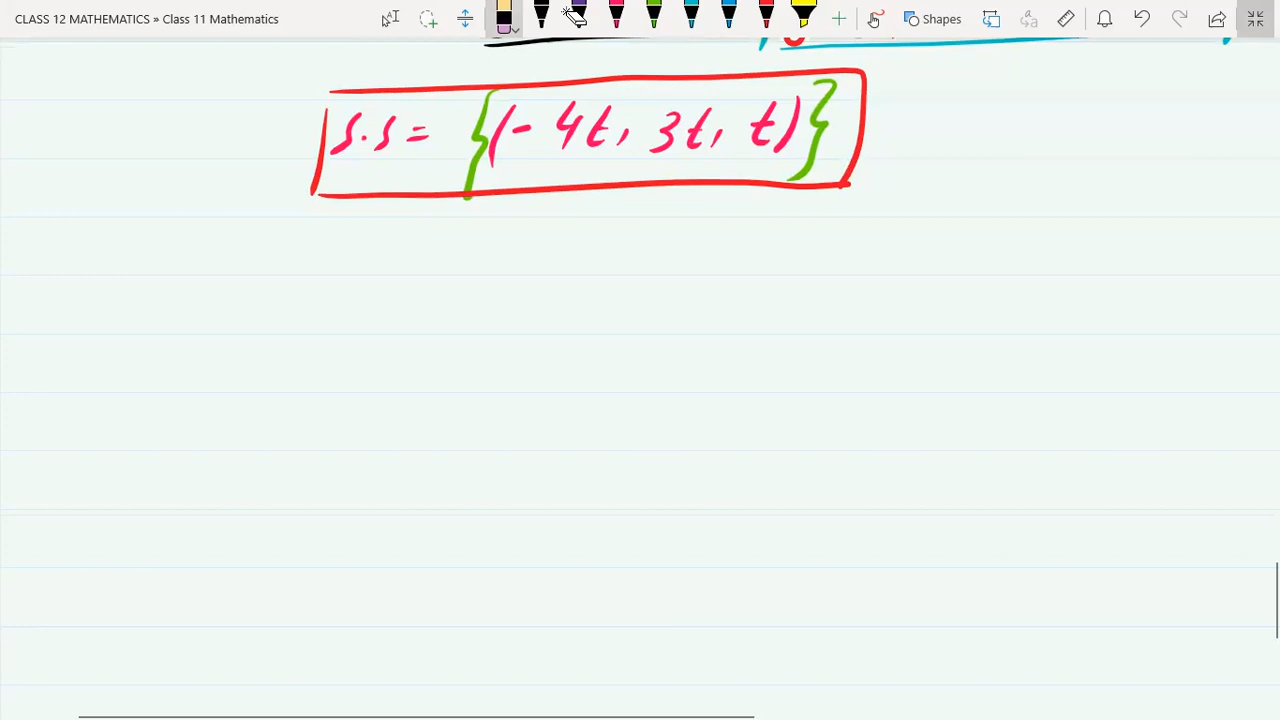 CLASS 12 MATHEMATICS » Class 11 Mathematics
Shapes
S.S = {(- 4t, 3t, t)}